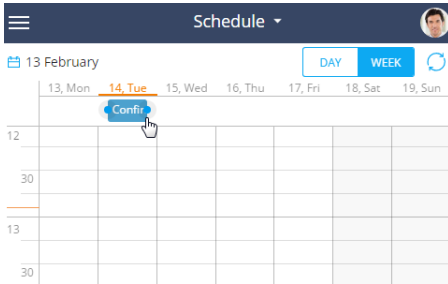 Schedule
13 February
DAY WEEK
13, Mon 14, Tue 15, Wed 16, Thu 17, Fri 18, Sat 19, Sun
Confir
12
30
13
30